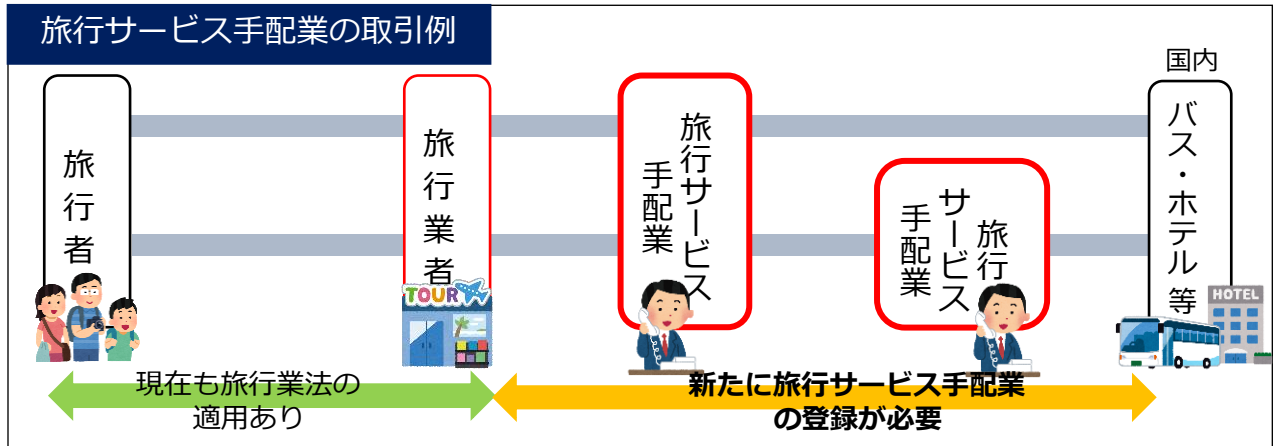 旅行サービス手配業の取引例
旅行者
旅行業者
旅行サービス
手配業
旅行
サービス
手配業
国内
バス・ホテル等
TOUR
HOTEL
現在も旅行業法の
適用あり
新たに旅行サービス手配業
の登録が必要